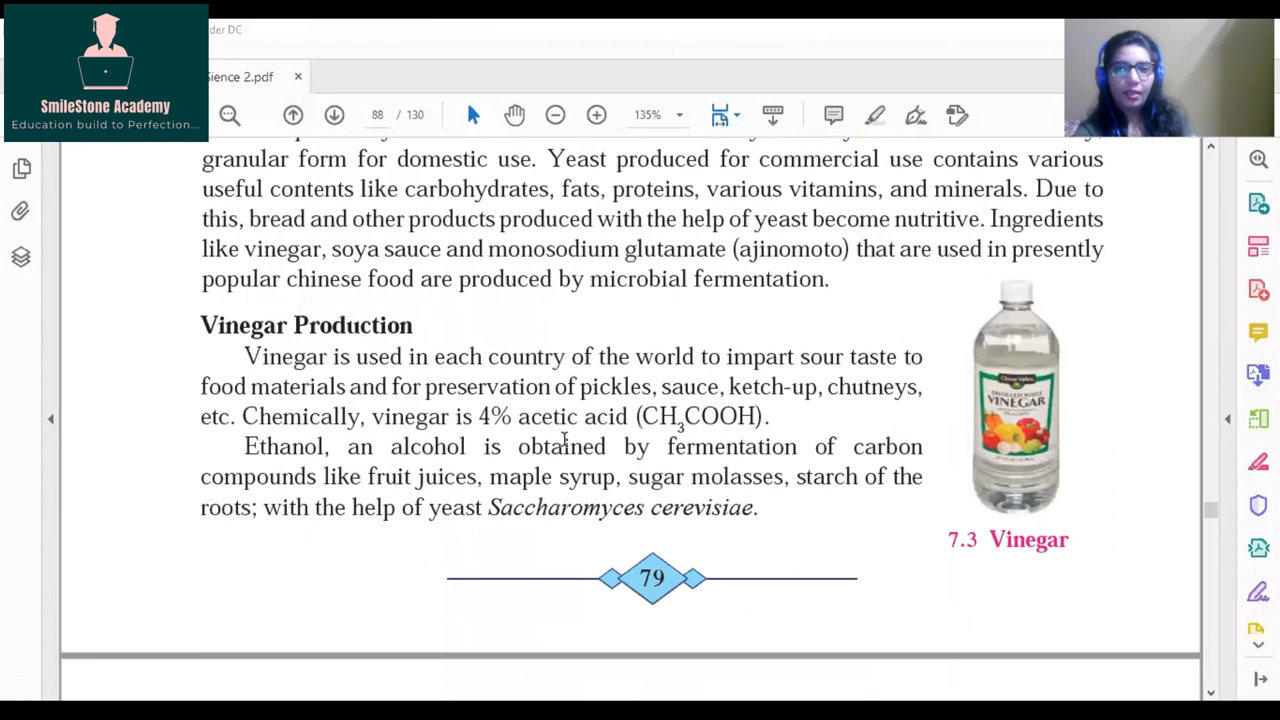 der DC
SmileStone Academy
Education build to Perfection...
ience 2.pdf
88 / 130
135%
granular form for domestic use. Yeast produced for commercial use contains various
useful contents like carbohydrates, fats, proteins, various vitamins, and minerals. Due to
this, bread and other products produced with the help of yeast become nutritive. Ingredients
like vinegar, soya sauce and monosodium glutamate (ajinomoto) that are used in presently
popular chinese food are produced by microbial fermentation.
Vinegar Production
Vinegar is used in each country of the world to impart sour taste to
food materials and for preservation of pickles, sauce, ketch-up, chutneys,
etc. Chemically, vinegar is 4% acetic acid (CH₃COOH).
Ethanol, an alcohol is obtained by fermentation of carbon
compounds like fruit juices, maple syrup, sugar molasses, starch of the
roots; with the help of yeast Saccharomyces cerevisiae.
VINEGAR
7.3 Vinegar
79